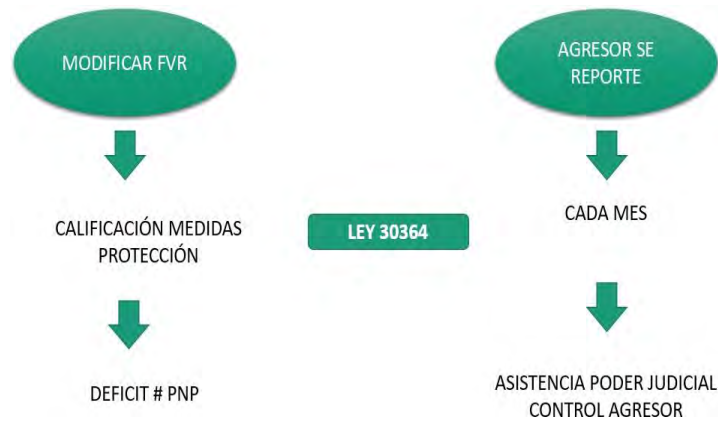 MODIFICAR FVR
CALIFICACIÓN MEDIDAS
PROTECCIÓN
DEFICIT # PNP
LEY 30364
AGRESOR SE
REPORTE
CADA MES
ASISTENCIA PODER JUDICIAL
CONTROL AGRESOR